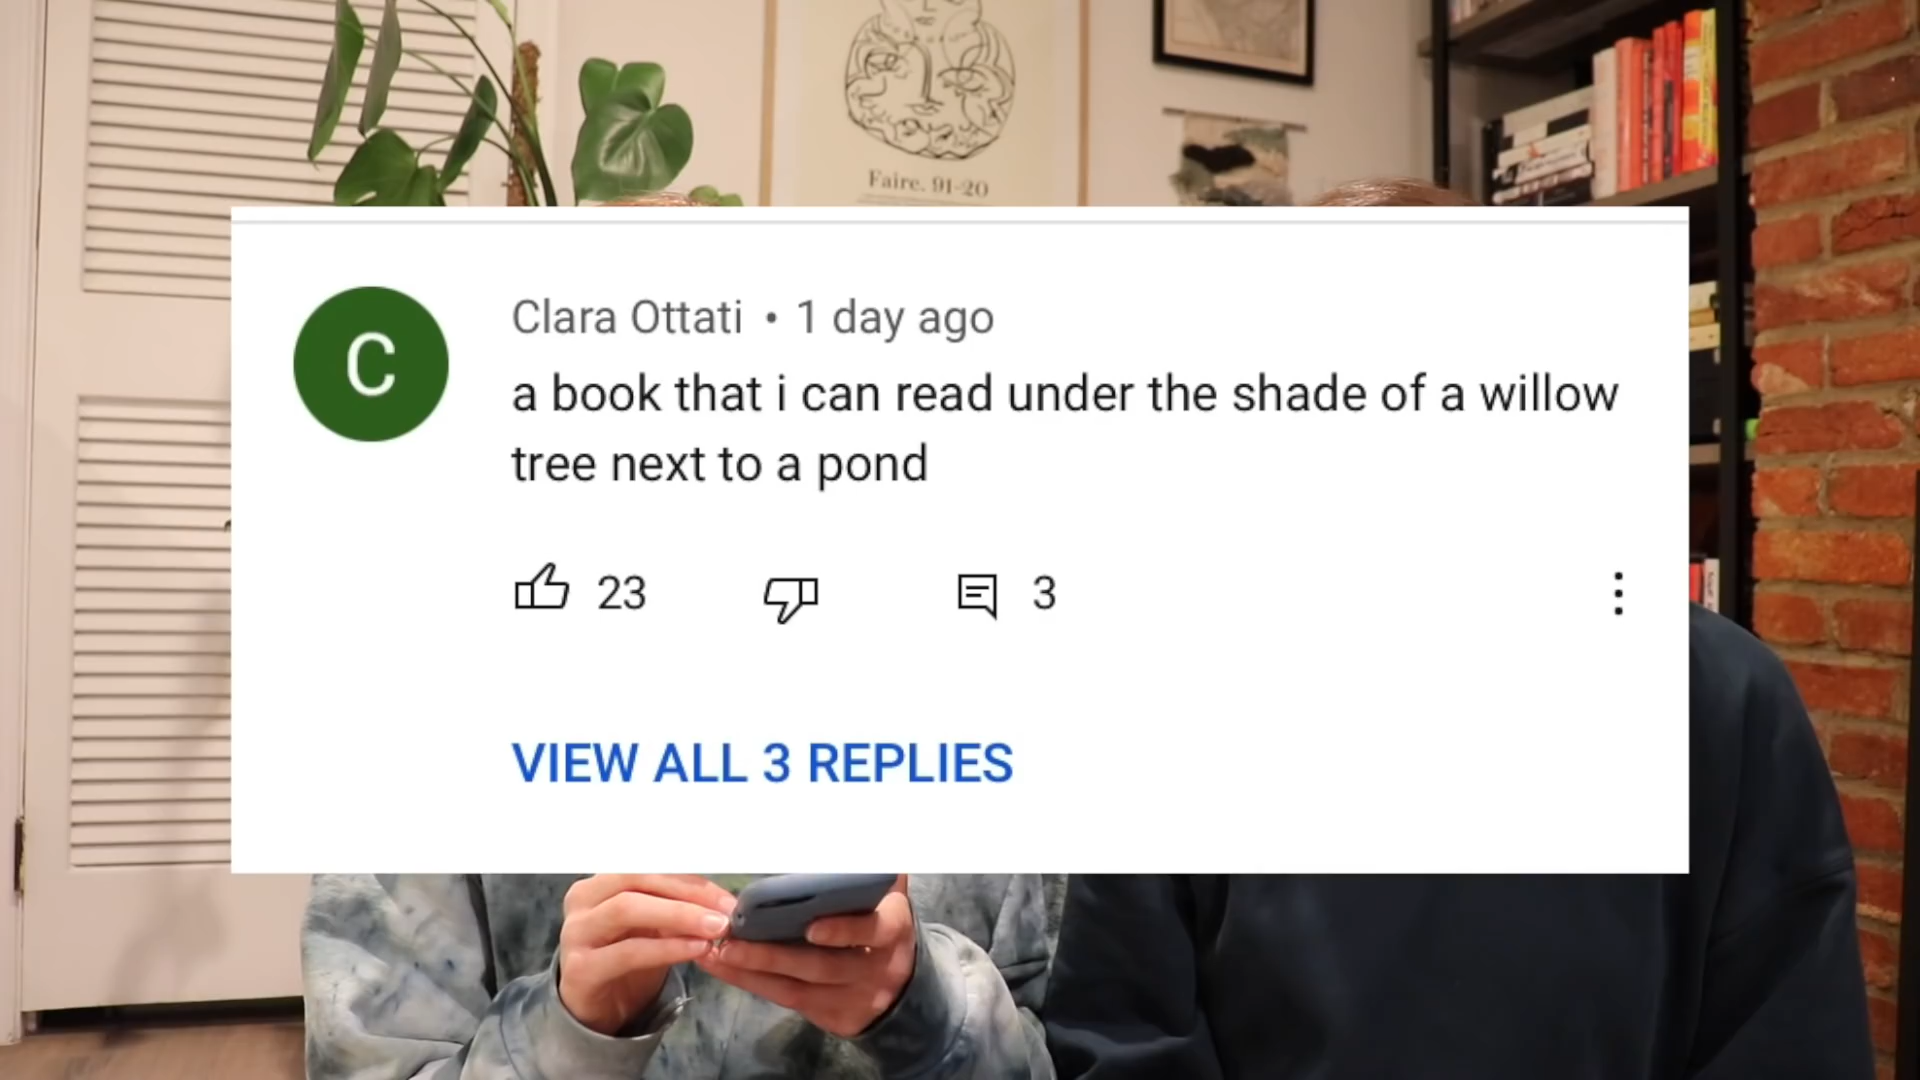 Faire. 91-20
C
Clara Ottati • 1 day ago
a book that i can read under the shade of a willow
tree next to a pond
23
3
VIEW ALL 3 REPLIES